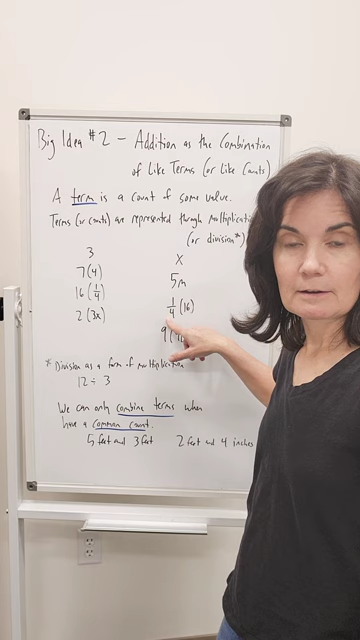 Big Idea #2 – Addition as the Combination
of Like Terms (or Like Counts)
A term is a count of some value.
Terms (or counts) are represented through multiplication
(or division*)
3 x
7(4) 5m
16(1/4) 1/4(16)
2(3x) 9(
* Division as a form of multiplication
12 ÷ 3
We can only combine terms when
have a common count.
5 feet and 3 feet 2 feet and 4 inches